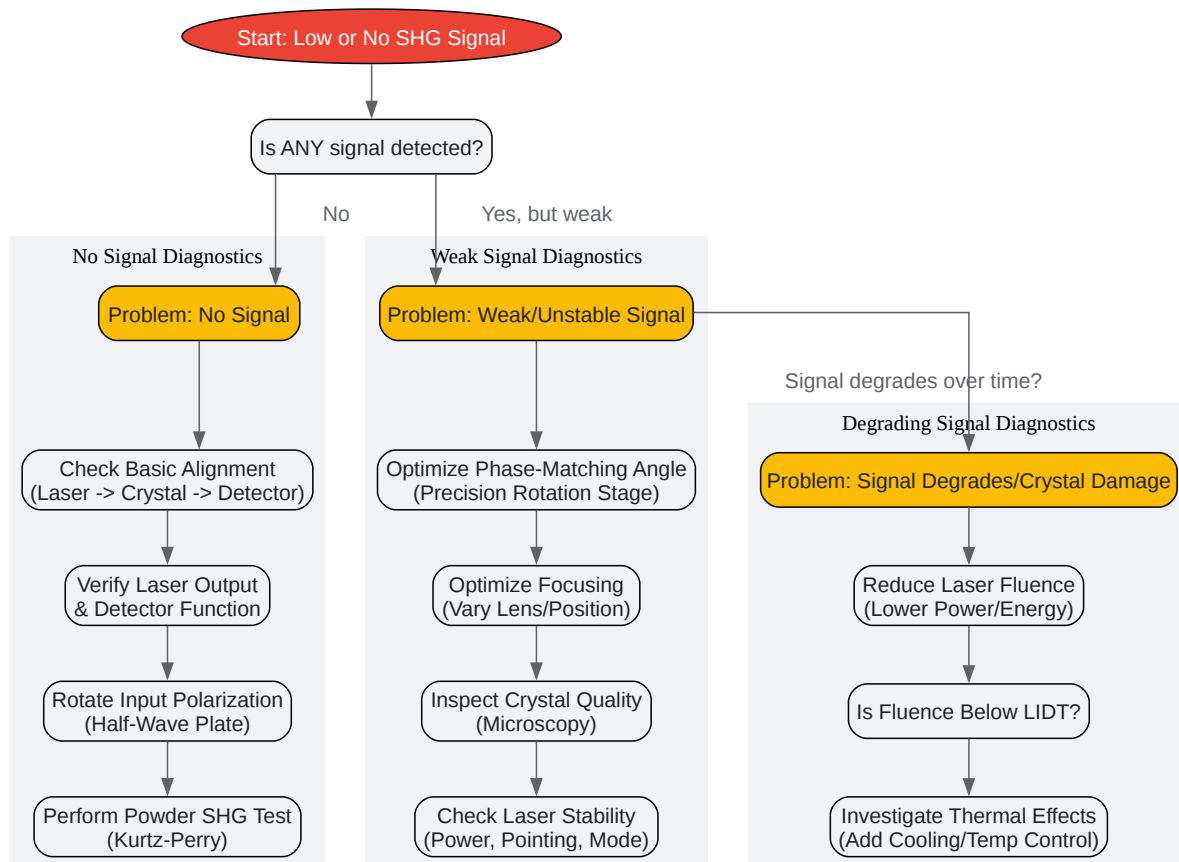 Start: Low or No SHG Signal
Is ANY signal detected?
No
Yes, but weak
No Signal Diagnostics
Problem: No Signal
Check Basic Alignment
(Laser -> Crystal -> Detector)
Verify Laser Output
& Detector Function
Rotate Input Polarization
(Half-Wave Plate)
Perform Powder SHG Test
(Kurtz-Perry)
Weak Signal Diagnostics
Problem: Weak/Unstable Signal
Optimize Phase-Matching Angle
(Precision Rotation Stage)
Optimize Focusing
(Vary Lens/Position)
Inspect Crystal Quality
(Microscopy)
Check Laser Stability
(Power, Pointing, Mode)
Signal degrades over time?
Degrading Signal Diagnostics
Problem: Signal Degrades/Crystal Damage
Reduce Laser Fluence
(Lower Power/Energy)
Is Fluence Below LIDT?
Investigate Thermal Effects
(Add Cooling/Temp Control)